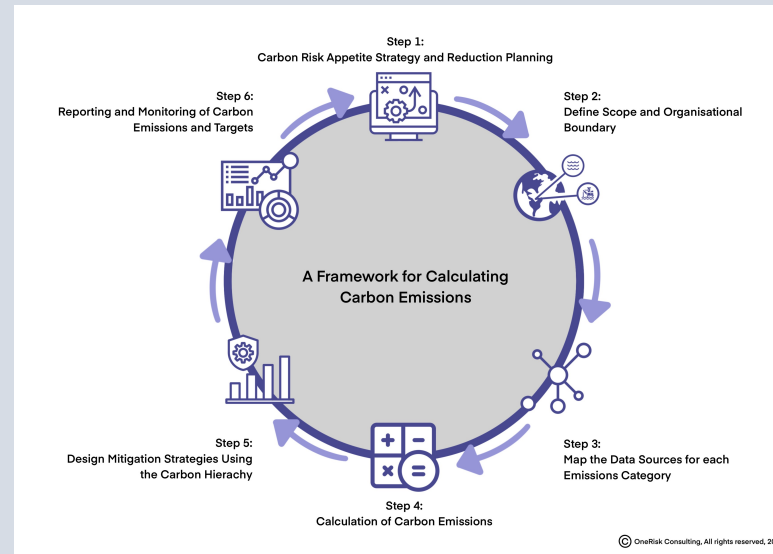 Step 1:
Carbon Risk Appetite Strategy and Reduction Planning
Step 2:
Define Scope and Organisational
Boundary
Step 3:
Map the Data Sources for each
Emissions Category
Step 4:
Calculation of Carbon Emissions
Step 5:
Design Mitigation Strategies Using
the Carbon Hierachy
Step 6:
Reporting and Monitoring of Carbon
Emissions and Targets
A Framework for Calculating
Carbon Emissions
© OneRisk Consulting, All rights reserved,